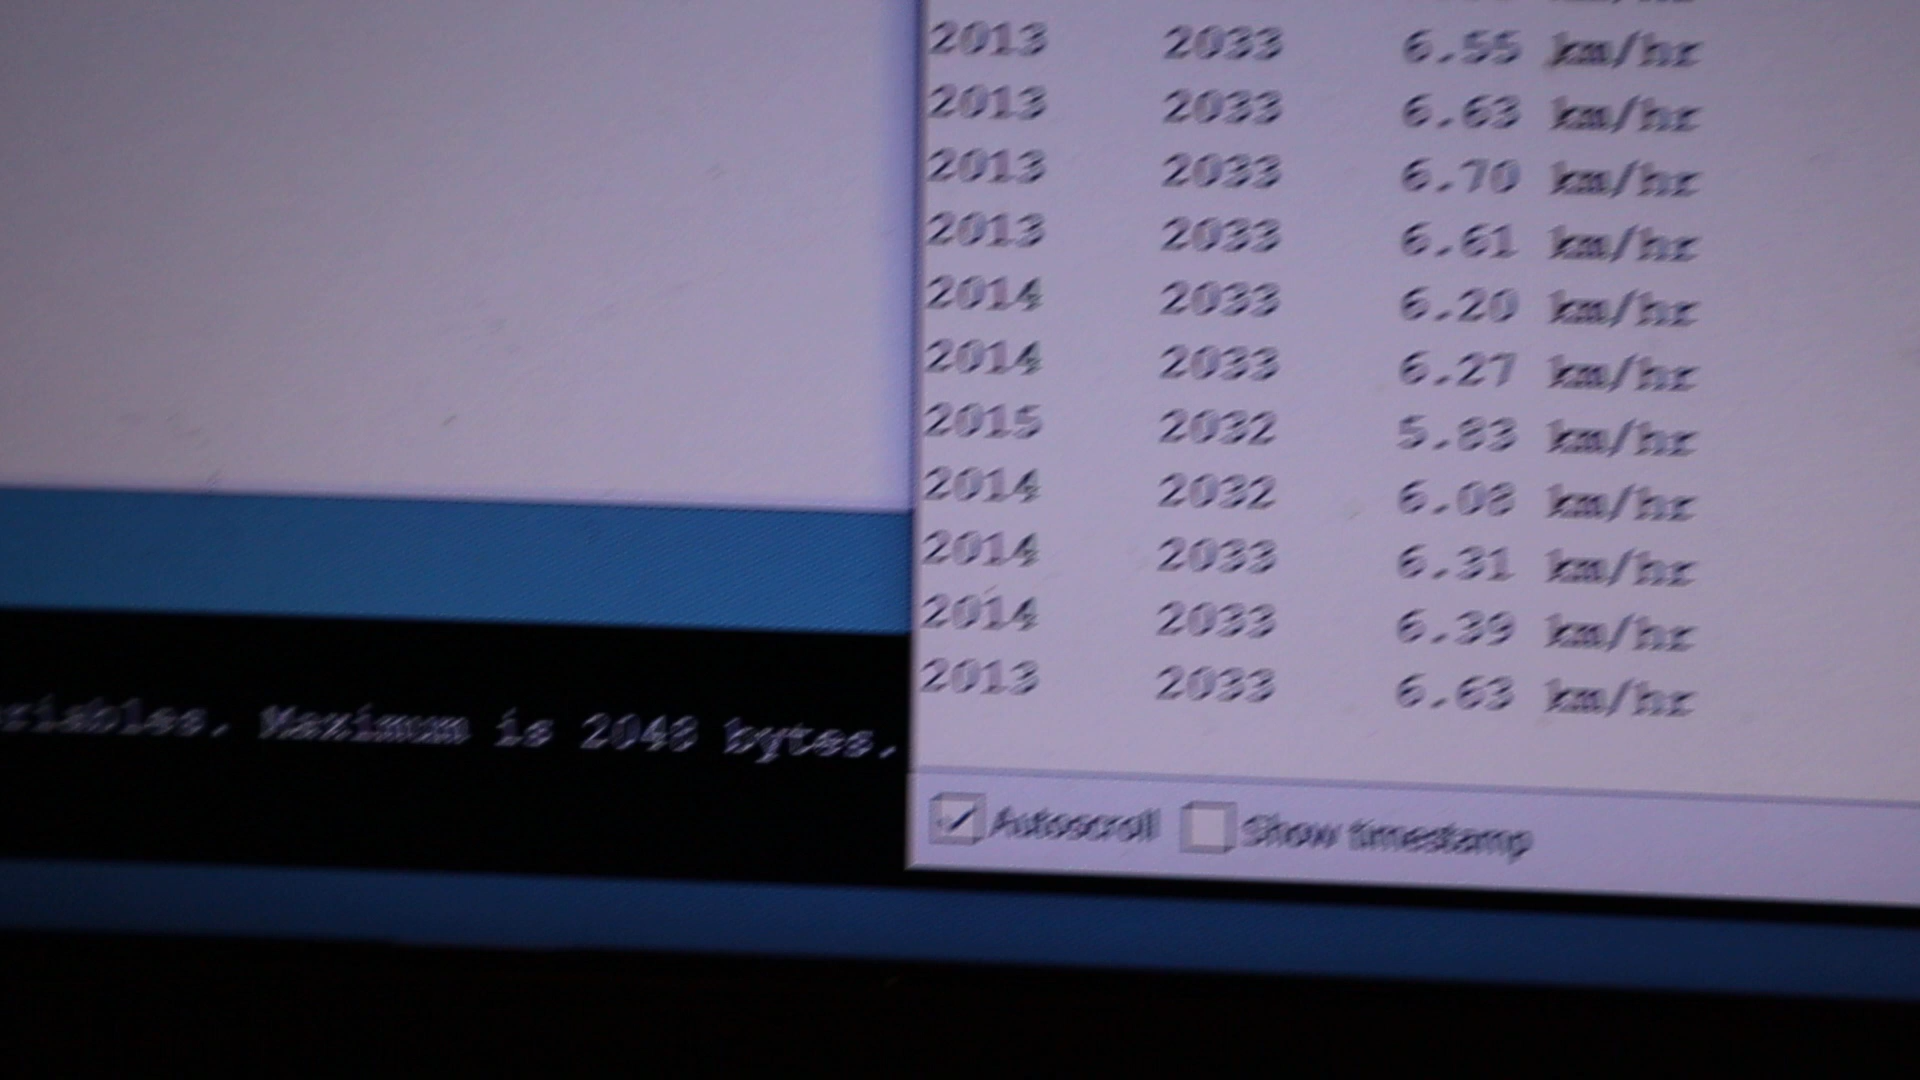 2013 2033 6.55 km/hr
2013 2033 6.63 km/hr
2013 2033 6.70 km/hr
2013 2033 6.61 km/hr
2014 2033 6.20 km/hr
2014 2033 6.27 km/hr
2015 2032 5.83 km/hr
2014 2032 6.08 km/hr
2014 2033 6.31 km/hr
2014 2033 6.39 km/hr
2013 2033 6.63 km/hr
ariables. Maximum is 2048 bytes.
Autoscroll Show timestamp